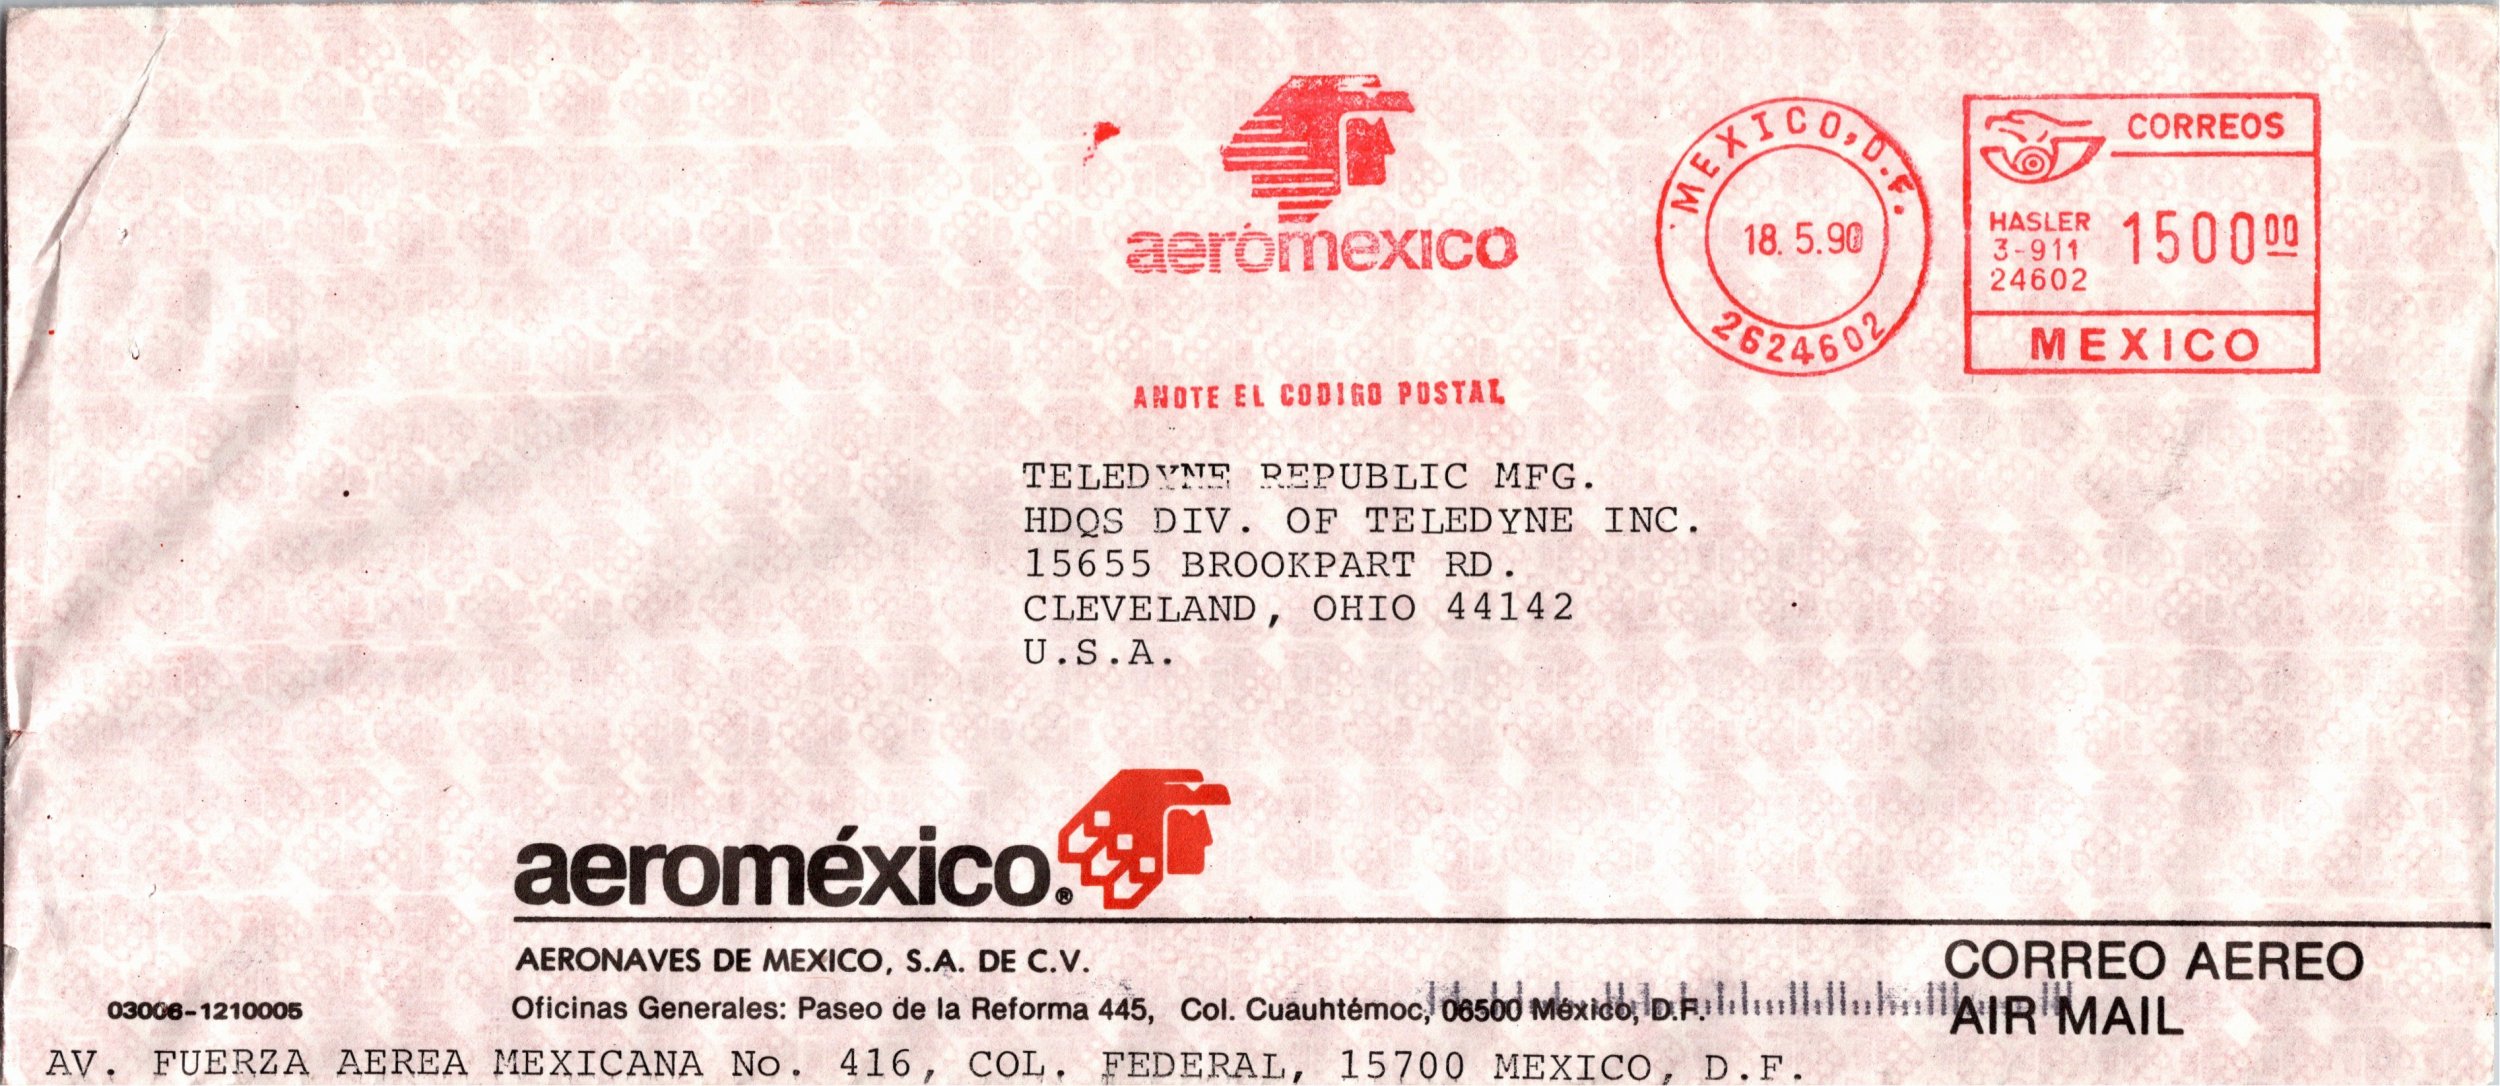 aeromexico
ANOTE EL CODIGO POSTAL
MEXICO, D.F.
18. 5.90
2624602
CORREOS
HASLER
3-911
24602
1500 00
MEXICO
TELEDYNE REPUBLIC MFG.
HDQS DIV. OF TELEDYNE INC.
15655 BROOKPART RD.
CLEVELAND, OHIO 44142
U.S.A.
aeroméxico.®
AERONAVES DE MEXICO, S.A. DE C.V.
Oficinas Generales: Paseo de la Reforma 445, Col. Cuauhtémoc, 06500 México, D.F.
CORREO AEREO
AIR MAIL
03006-1210005
AV. FUERZA AEREA MEXICANA No. 416, COL. FEDERAL, 15700 MEXICO, D.F.